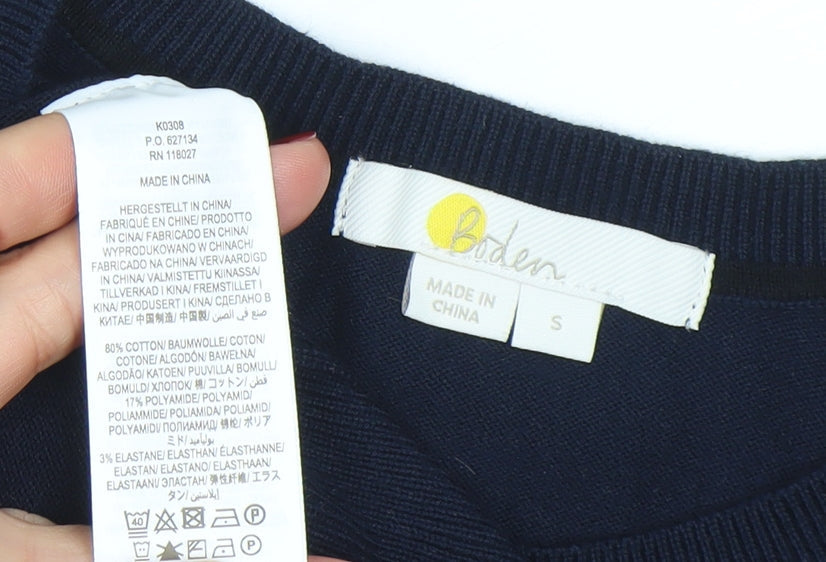 K0308
P.O. 627134
RN 118027
MADE IN CHINA
HERGESTELLT IN CHINA/
FABRIQUÉ EN CHINE/ PRODOTTO
IN CINA/ FABRICADO EN CHINA/
WYPRODUKOWANO W CHINACH/
FABRICADO NA CHINA/ VERVAARDIGD
IN CHINA/ VALMISTETTU KIINASSA/
TILLVERKAD I KINA/ FREMSTILLET I
KINA/ PRODUSERT I KINA/ СДЕЛАНО В
КИТАЕ/ 中国制造/ 中国製/ صنع في الصين
80% COTTON/ BAUMWOLLE/ COTON/
COTONE/ ALGODÓN/ BAWEŁNA/
ALGODÃO/ KATOEN/ PUUVILLA/ BOMULL/
BOMULD/ ХЛОПОК/ 棉/ コットン/ قطن
17% POLYAMIDE/ POLYAMID/
POLIAMMIDE/ POLIAMIDA/ POLIAMID/
POLYAMIDI/ ПОЛИАМИД/ 锦纶/ ポリア
ミド/ بولياميد
3% ELASTANE/ ELASTHAN/ ÉLASTHANNE/
ELASTAN/ ELASTANO/ ELASTAAN/
ELASTAANI/ ЭЛАСТАН/ 弹性纤维/ エラス
タン/ إيلاستين
40 P
P
Boden
MADE IN
CHINA
S